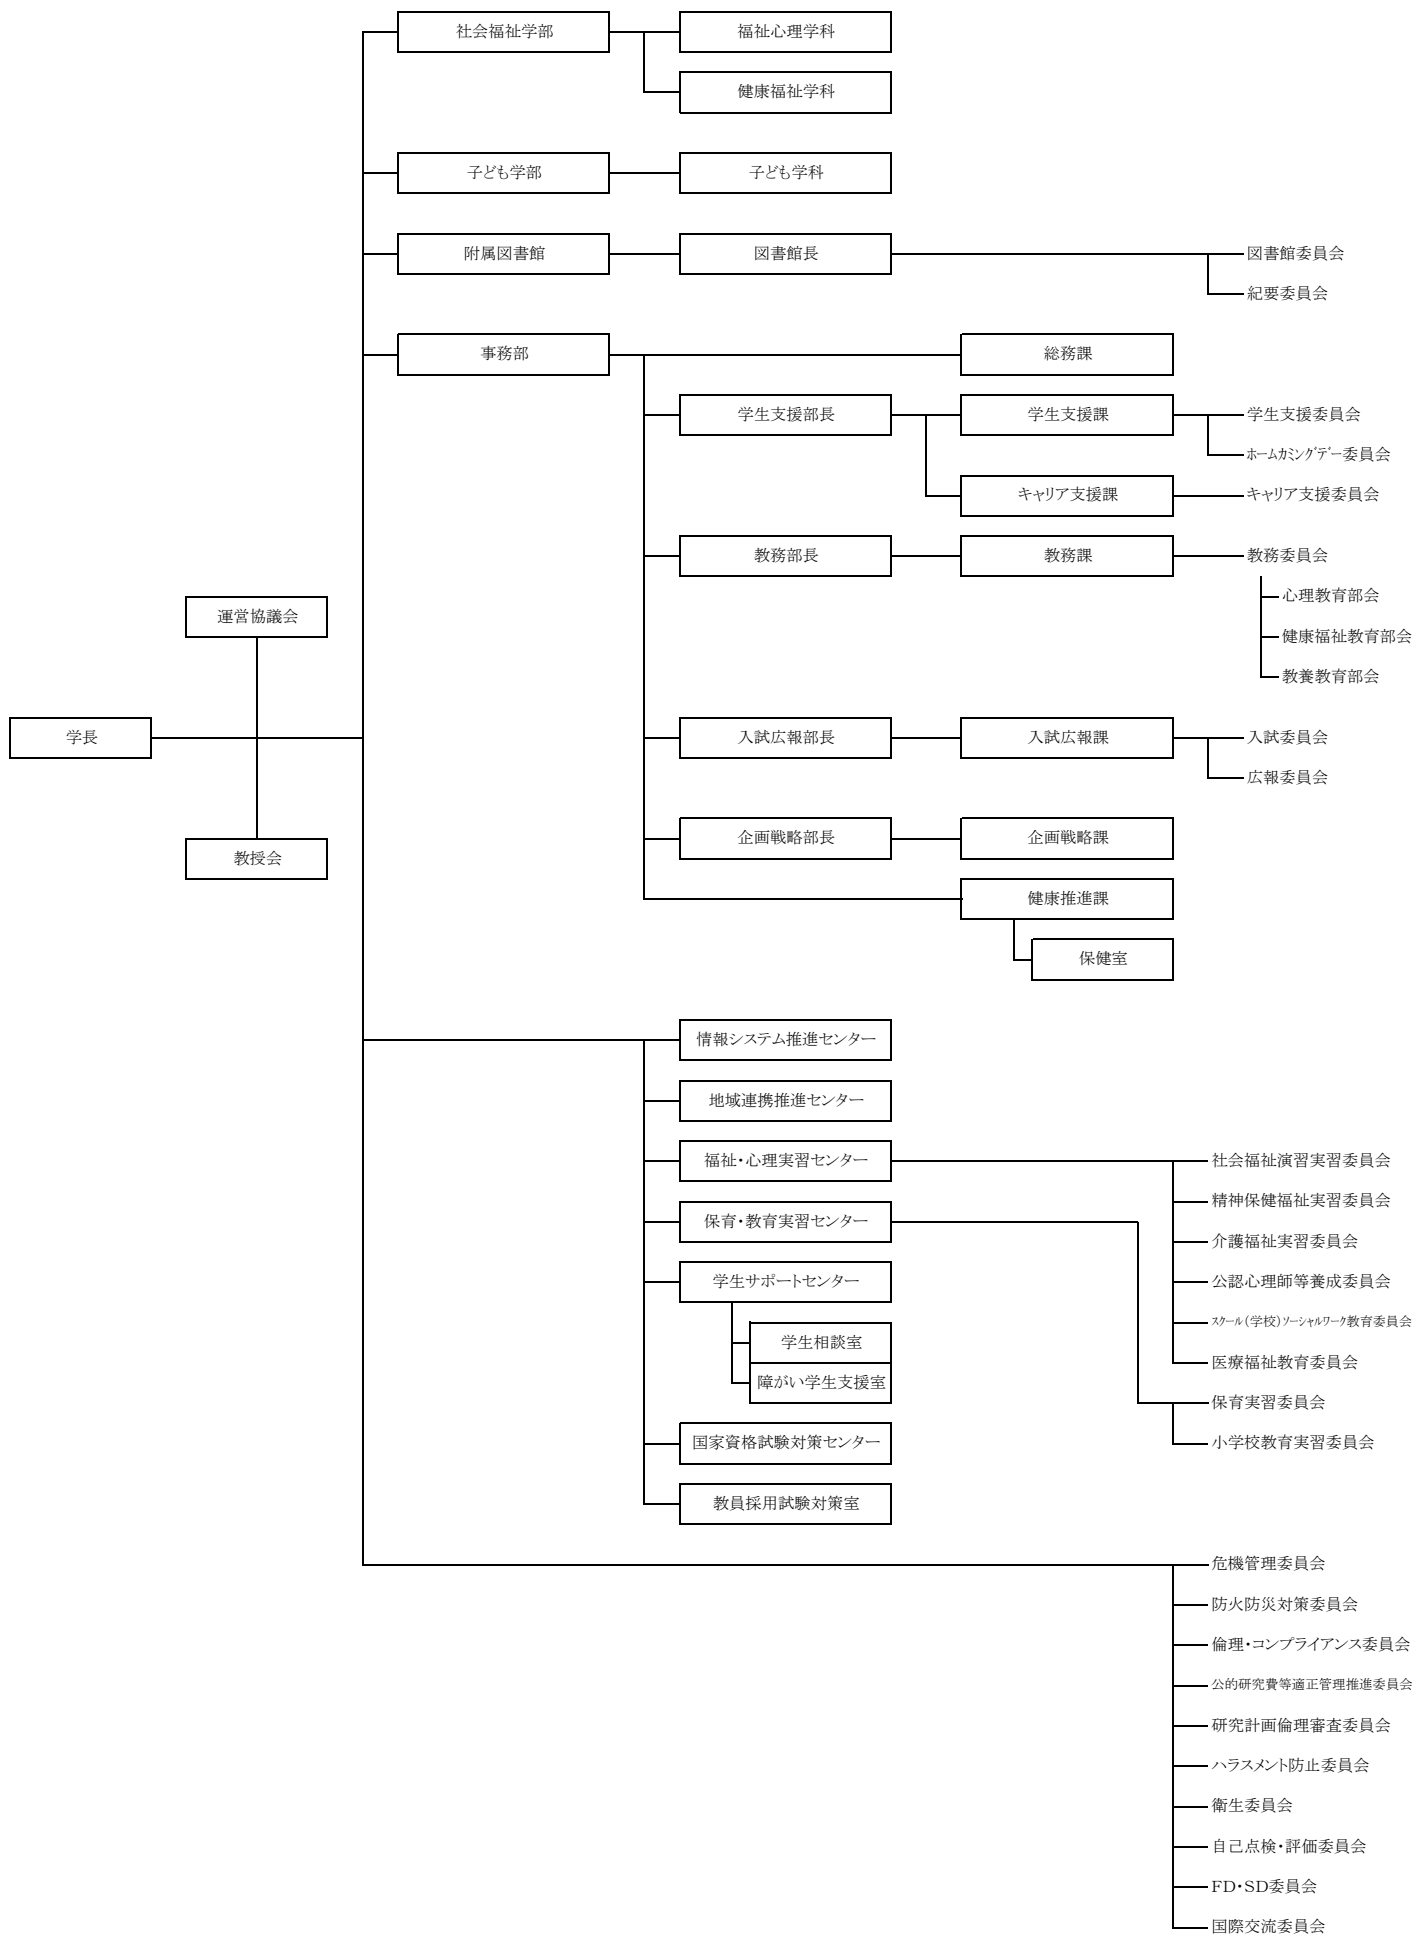 社会福祉学部
福祉心理学科
健康福祉学科
子ども学部
子ども学科
附属図書館
図書館長
図書館委員会
紀要委員会
事務部
総務課
学生支援部長
学生支援課
学生支援委員会
ﾎｰﾑｶﾐﾝｸﾞﾃﾞｰ委員会
キャリア支援課
キャリア支援委員会
教務部長
教務課
教務委員会
心理教育部会
運営協議会
健康福祉教育部会
教養教育部会
学長
入試広報部長
入試広報課
入試委員会
広報委員会
企画戦略部長
企画戦略課
教授会
健康推進課
保健室
情報システム推進センター
地域連携推進センター
福祉・心理実習センター
社会福祉演習実習委員会
精神保健福祉実習委員会
保育・教育実習センター
介護福祉実習委員会
学生サポートセンター
公認心理師等養成委員会
ｽｸｰﾙ(学校)ｿｰｼｬﾙﾜｰｸ教育委員会
学生相談室
医療福祉教育委員会
障がい学生支援室
保育実習委員会
国家資格試験対策センター
小学校教育実習委員会
教員採用試験対策室
危機管理委員会
防火防災対策委員会
倫理・コンプライアンス委員会
公的研究費等適正管理推進委員会
研究計画倫理審査委員会
ハラスメント防止委員会
衛生委員会
自己点検・評価委員会
FD・SD委員会
国際交流委員会